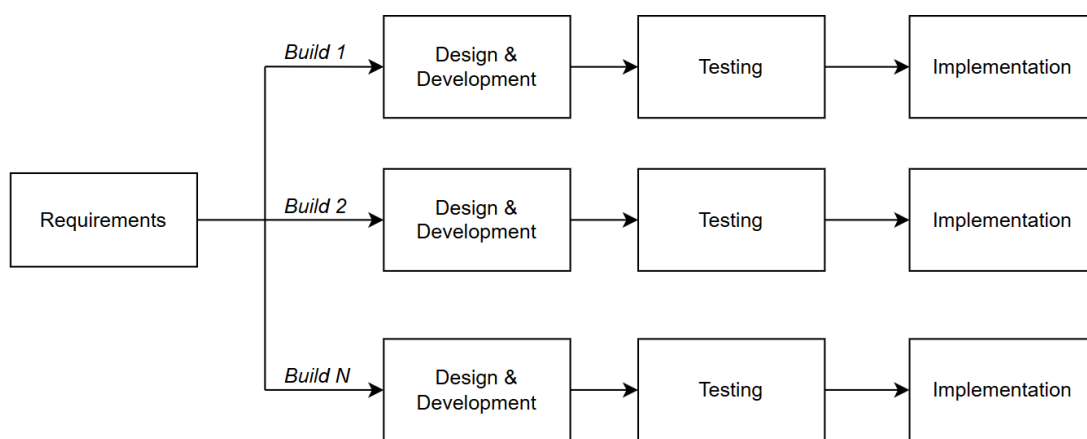 Build 1
Design &
Development
Testing
Implementation
Requirements
Build 2
Design &
Development
Testing
Implementation
Build N
Design &
Development
Testing
Implementation